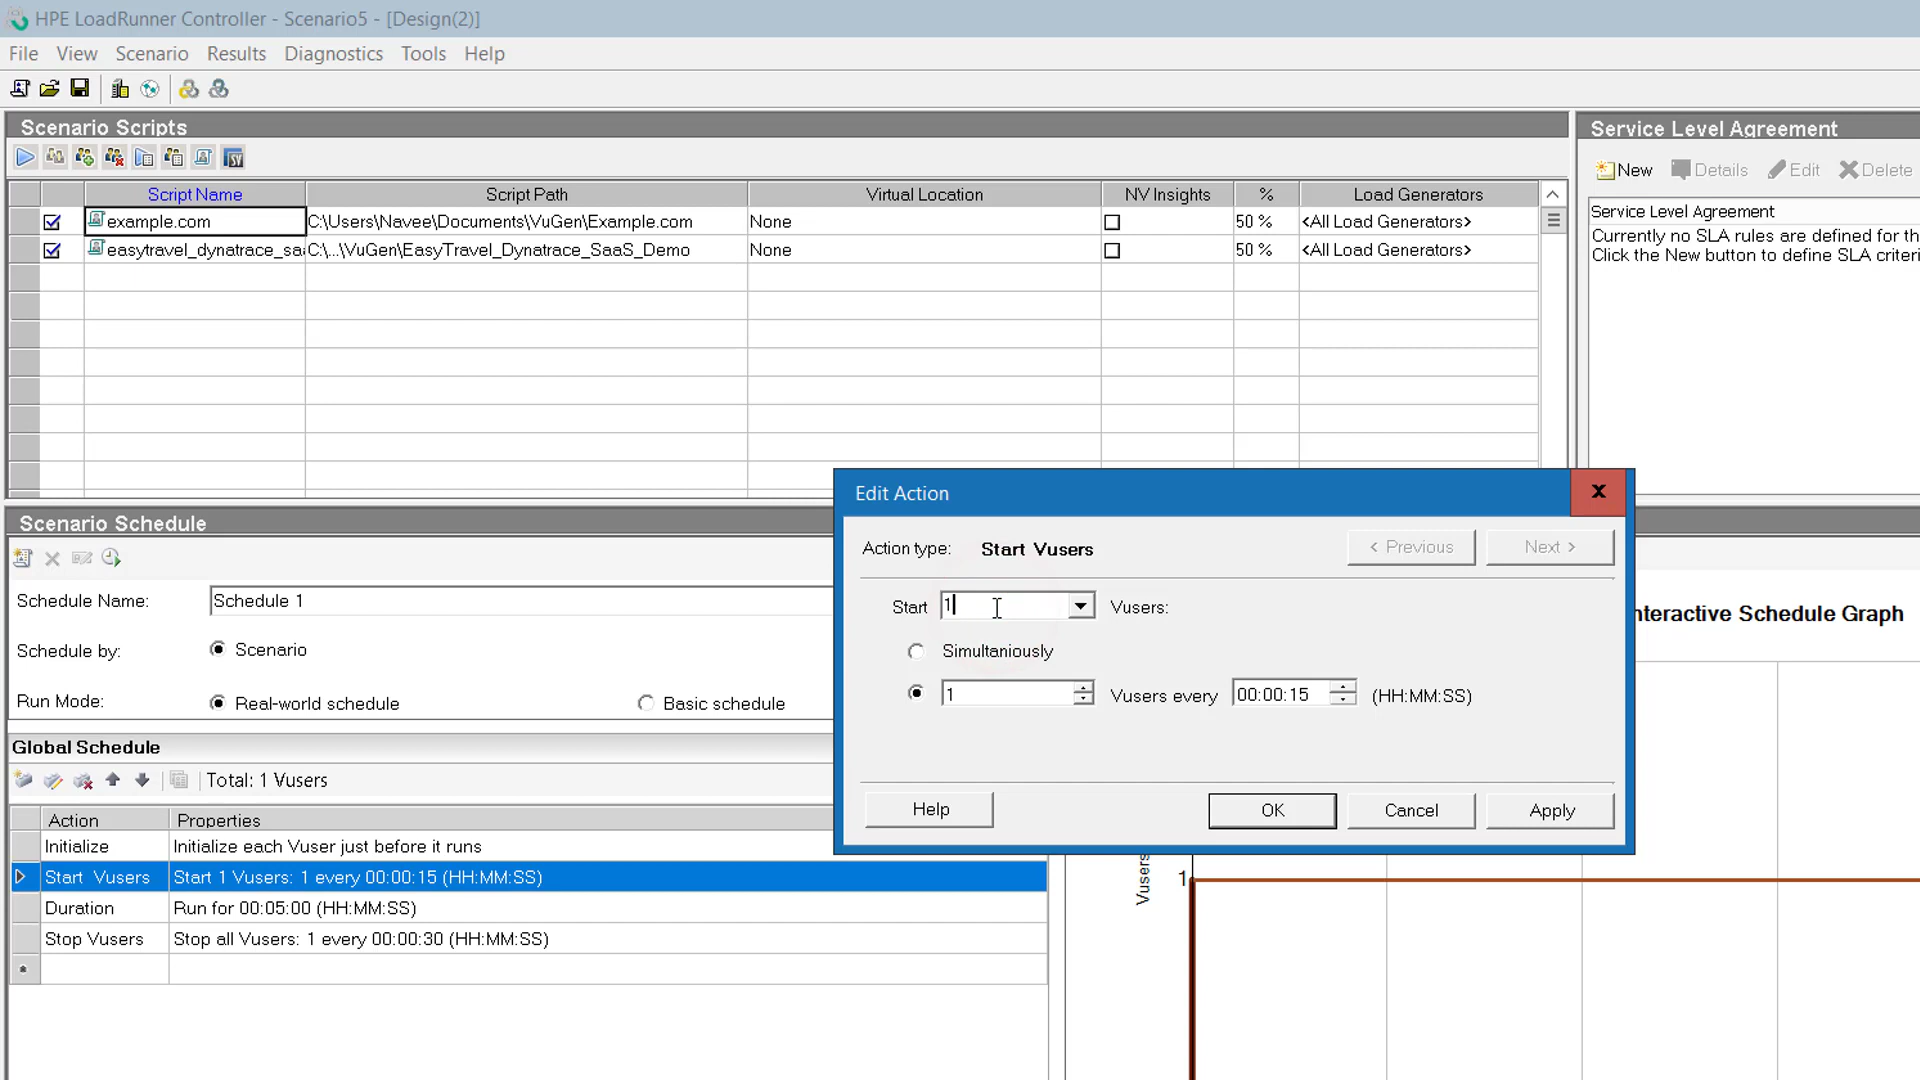 HPE LoadRunner Controller - Scenario5 - [Design(2)]
File View Scenario Results Diagnostics Tools Help
Scenario Scripts
Script Name Script Path Virtual Location NV Insights % Load Generators
example.com C:\Users\Navee\Documents\VuGen\Example.com None 50 % <All Load Generators>
easytravel_dynatrace_sa C:\...\VuGen\EasyTravel_Dynatrace_SaaS_Demo None 50 % <All Load Generators>
Service Level Agreement
New Details Edit Delete
Service Level Agreement
Currently no SLA rules are defined for th
Click the New button to define SLA criteri
Scenario Schedule
Schedule Name: Schedule 1
Schedule by: Scenario
Run Mode: Real-world schedule Basic schedule
Global Schedule
Total: 1 Vusers
Action Properties
Initialize Initialize each Vuser just before it runs
Start Vusers Start 1 Vusers: 1 every 00:00:15 (HH:MM:SS)
Duration Run for 00:05:00 (HH:MM:SS)
Stop Vusers Stop all Vusers: 1 every 00:00:30 (HH:MM:SS)
Edit Action
X
Action type: Start Vusers < Previous Next >
Start 1 Vusers:
Simultaniously
1 Vusers every 00:00:15 (HH:MM:SS)
Help OK Cancel Apply
nteractive Schedule Graph
Vusers
1